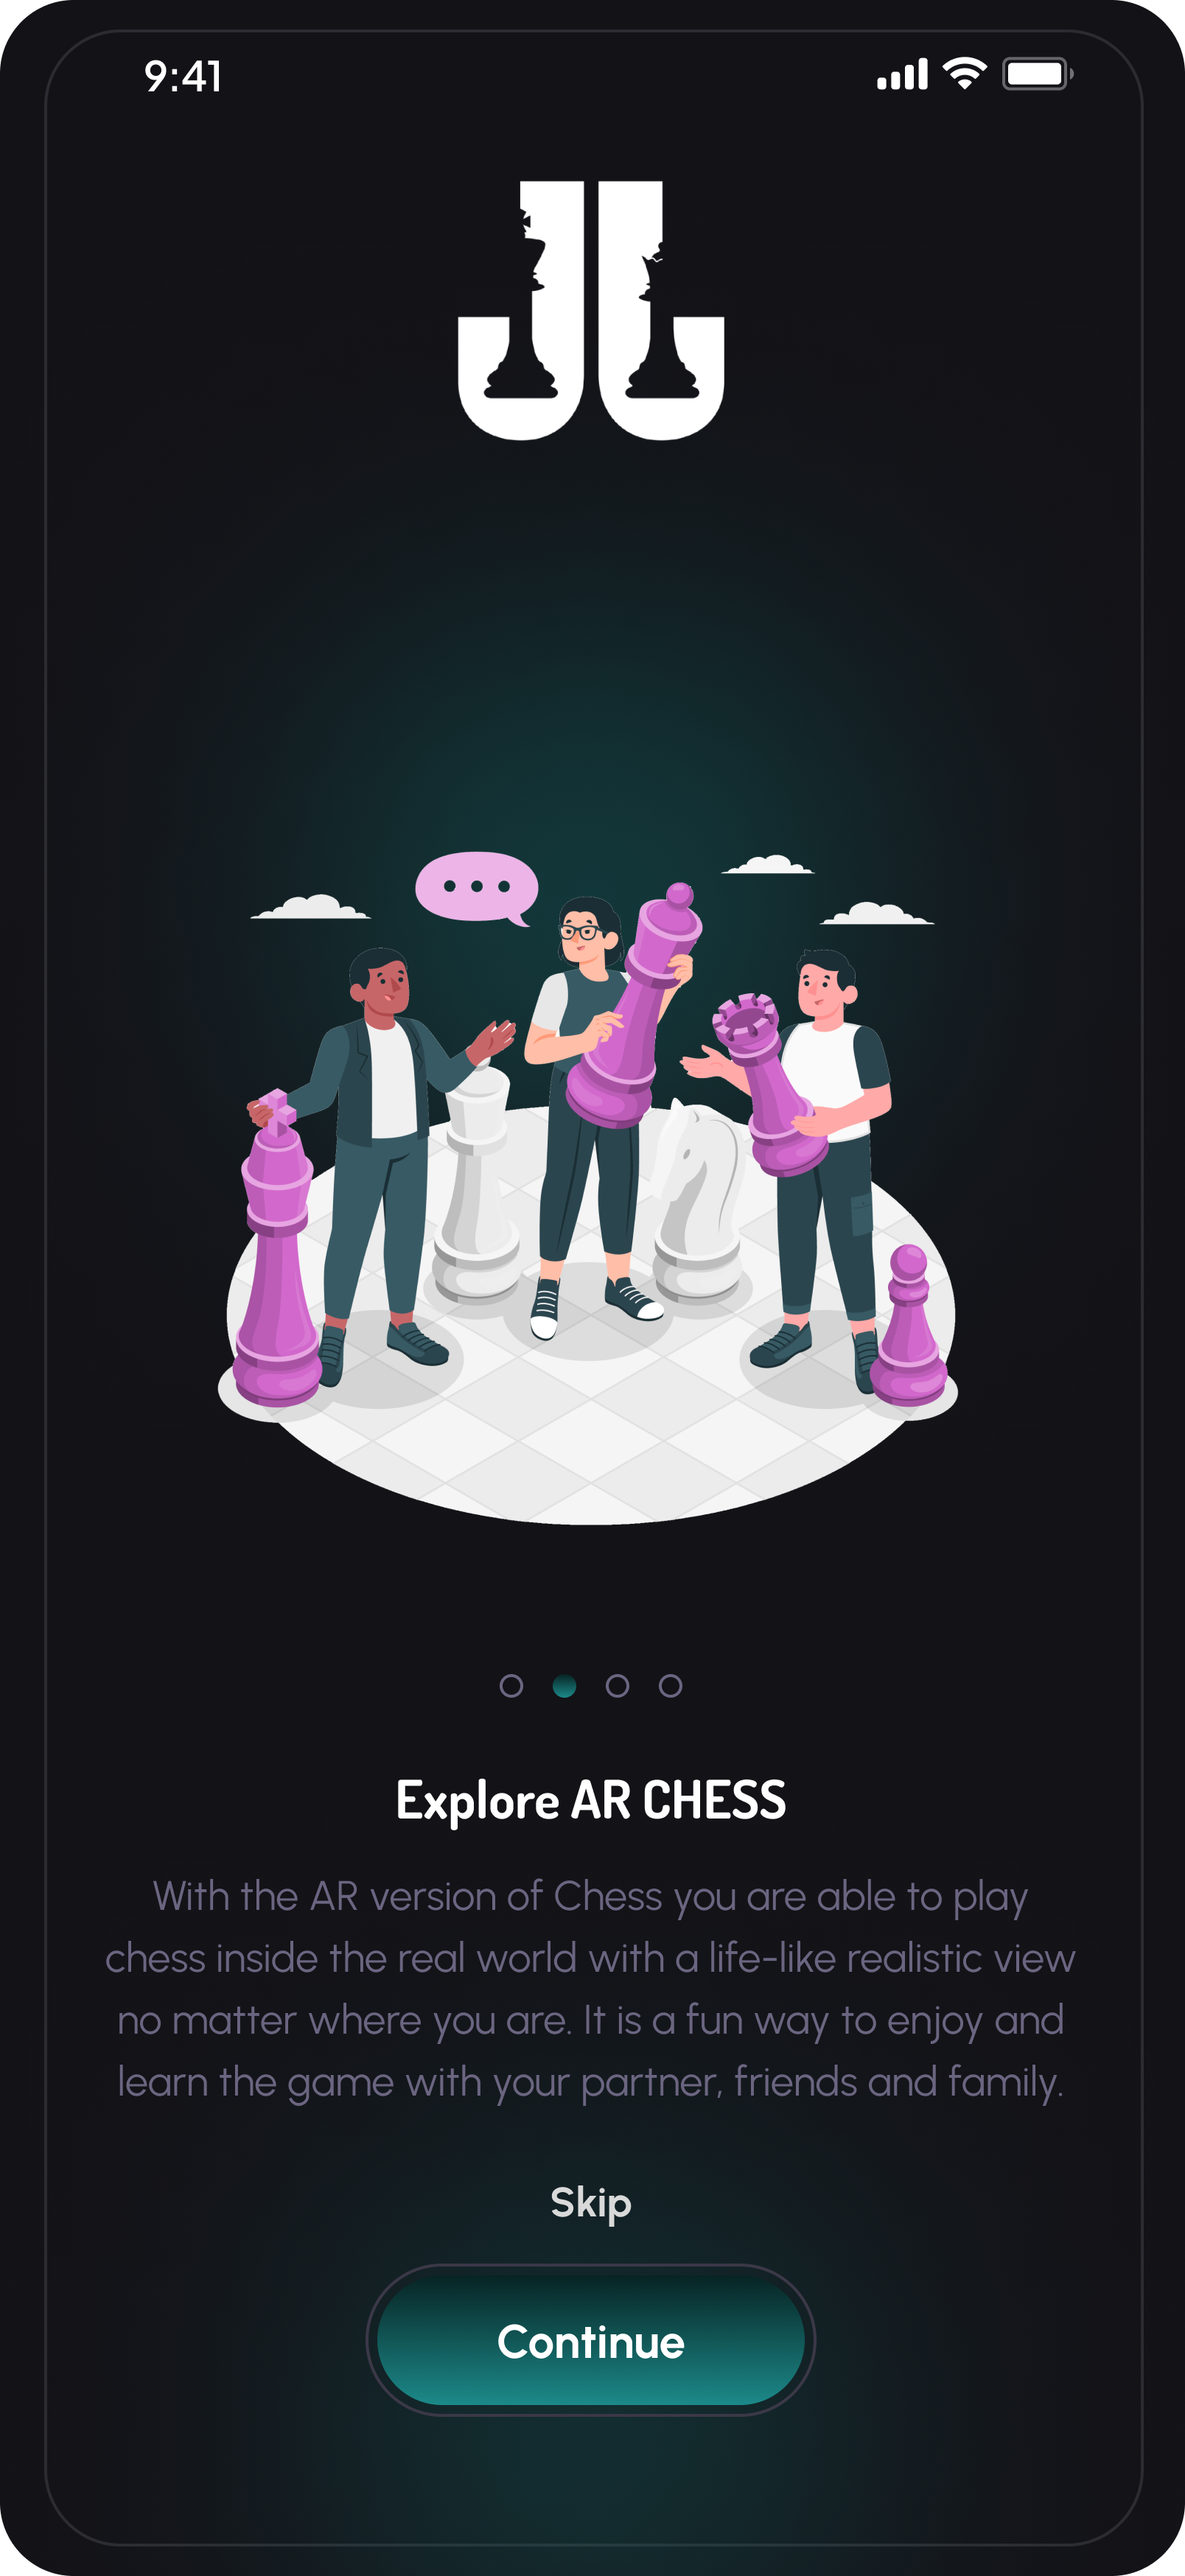 9:41
JJ
Explore AR CHESS
With the AR version of Chess you are able to play
chess inside the real world with a life-like realistic view
no matter where you are. It is a fun way to enjoy and
learn the game with your partner, friends and family.
Skip
Continue